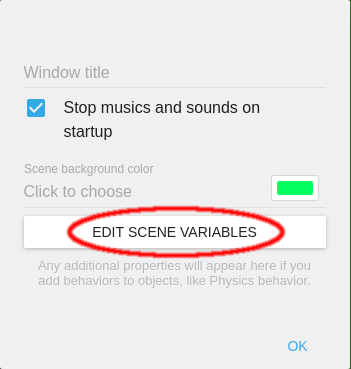 Window title
Stop musics and sounds on
startup
Scene background color
Click to choose
EDIT SCENE VARIABLES
Any additional properties will appear here if you
add behaviors to objects, like Physics behavior.
OK